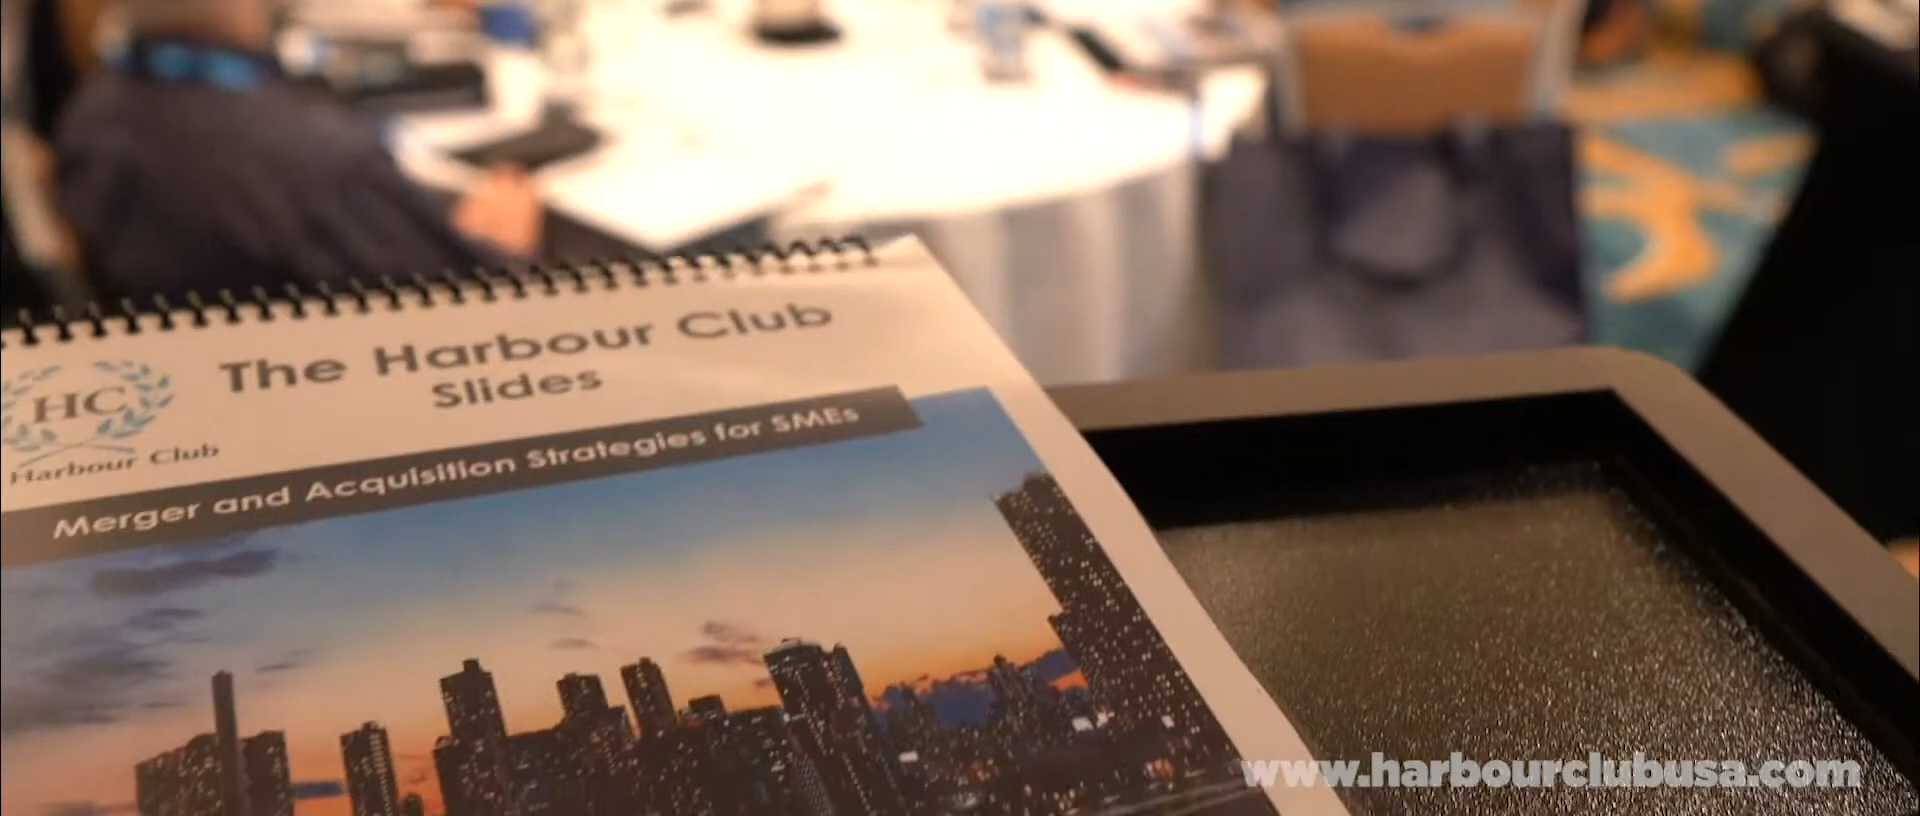 The Harbour Club
Slides
HC
Harbour Club
Merger and Acquisition Strategies for SMEs
www.harbourclubusa.com